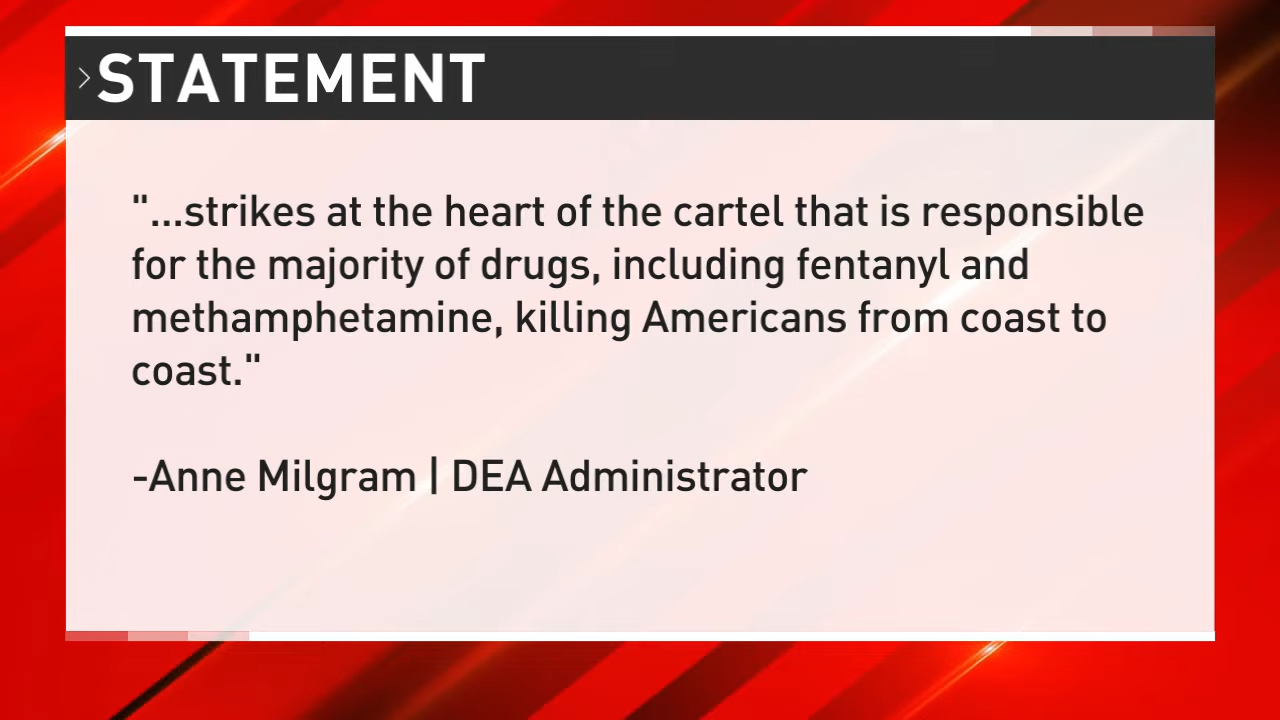 STATEMENT
"...strikes at the heart of the cartel that is responsible
for the majority of drugs, including fentanyl and
methamphetamine, killing Americans from coast to
coast."
-Anne Milgram | DEA Administrator